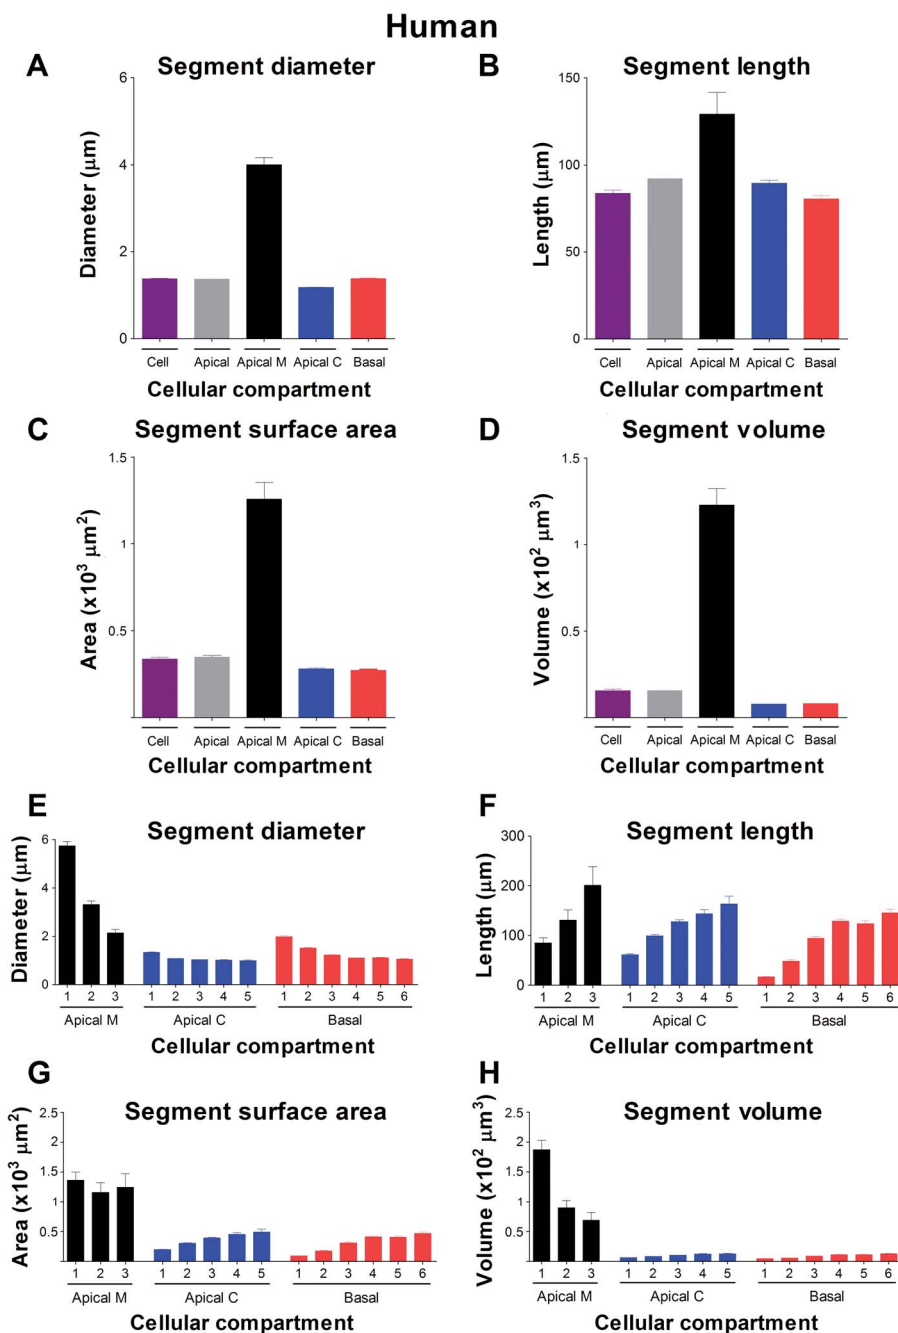 Human
A Segment diameter
6
4
2
0
Diameter (μm)
Cell Apical Apical M Apical C Basal
Cellular compartment
B Segment length
150
100
50
0
Length (μm)
Cell Apical Apical M Apical C Basal
Cellular compartment
C Segment surface area
1.5
1
0.5
Area (x10³ μm²)
Cell Apical Apical M Apical C Basal
Cellular compartment
D Segment volume
1.5
1
0.5
Volume (x10² μm³)
Cell Apical Apical M Apical C Basal
Cellular compartment
E Segment diameter
6
4
2
0
Diameter (μm)
1 2 3 1 2 3 4 5 1 2 3 4 5 6
Apical M Apical C Basal
Cellular compartment
F Segment length
300
200
100
0
Length (μm)
1 2 3 1 2 3 4 5 1 2 3 4 5 6
Apical M Apical C Basal
Cellular compartment
G Segment surface area
2.5
2
1.5
1
0.5
Area (x10³ μm²)
1 2 3 1 2 3 4 5 1 2 3 4 5 6
Apical M Apical C Basal
Cellular compartment
H Segment volume
2.5
2
1.5
1
0.5
Volume (x10² μm³)
1 2 3 1 2 3 4 5 1 2 3 4 5 6
Apical M Apical C Basal
Cellular compartment